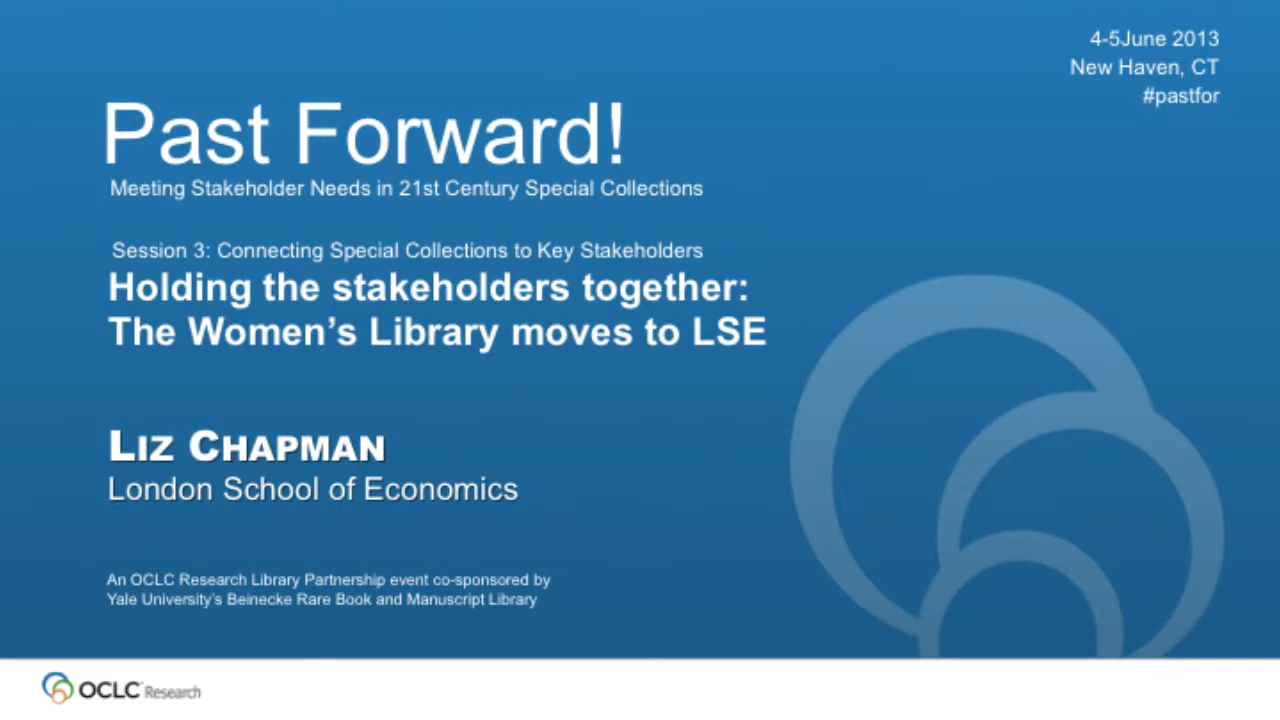 4-5June 2013
New Haven, CT
#pastfor
Past Forward!
Meeting Stakeholder Needs in 21st Century Special Collections
Session 3: Connecting Special Collections to Key Stakeholders
Holding the stakeholders together:
The Women’s Library moves to LSE
LIZ CHAPMAN
London School of Economics
An OCLC Research Library Partnership event co-sponsored by
Yale University’s Beinecke Rare Book and Manuscript Library
OCLC Research